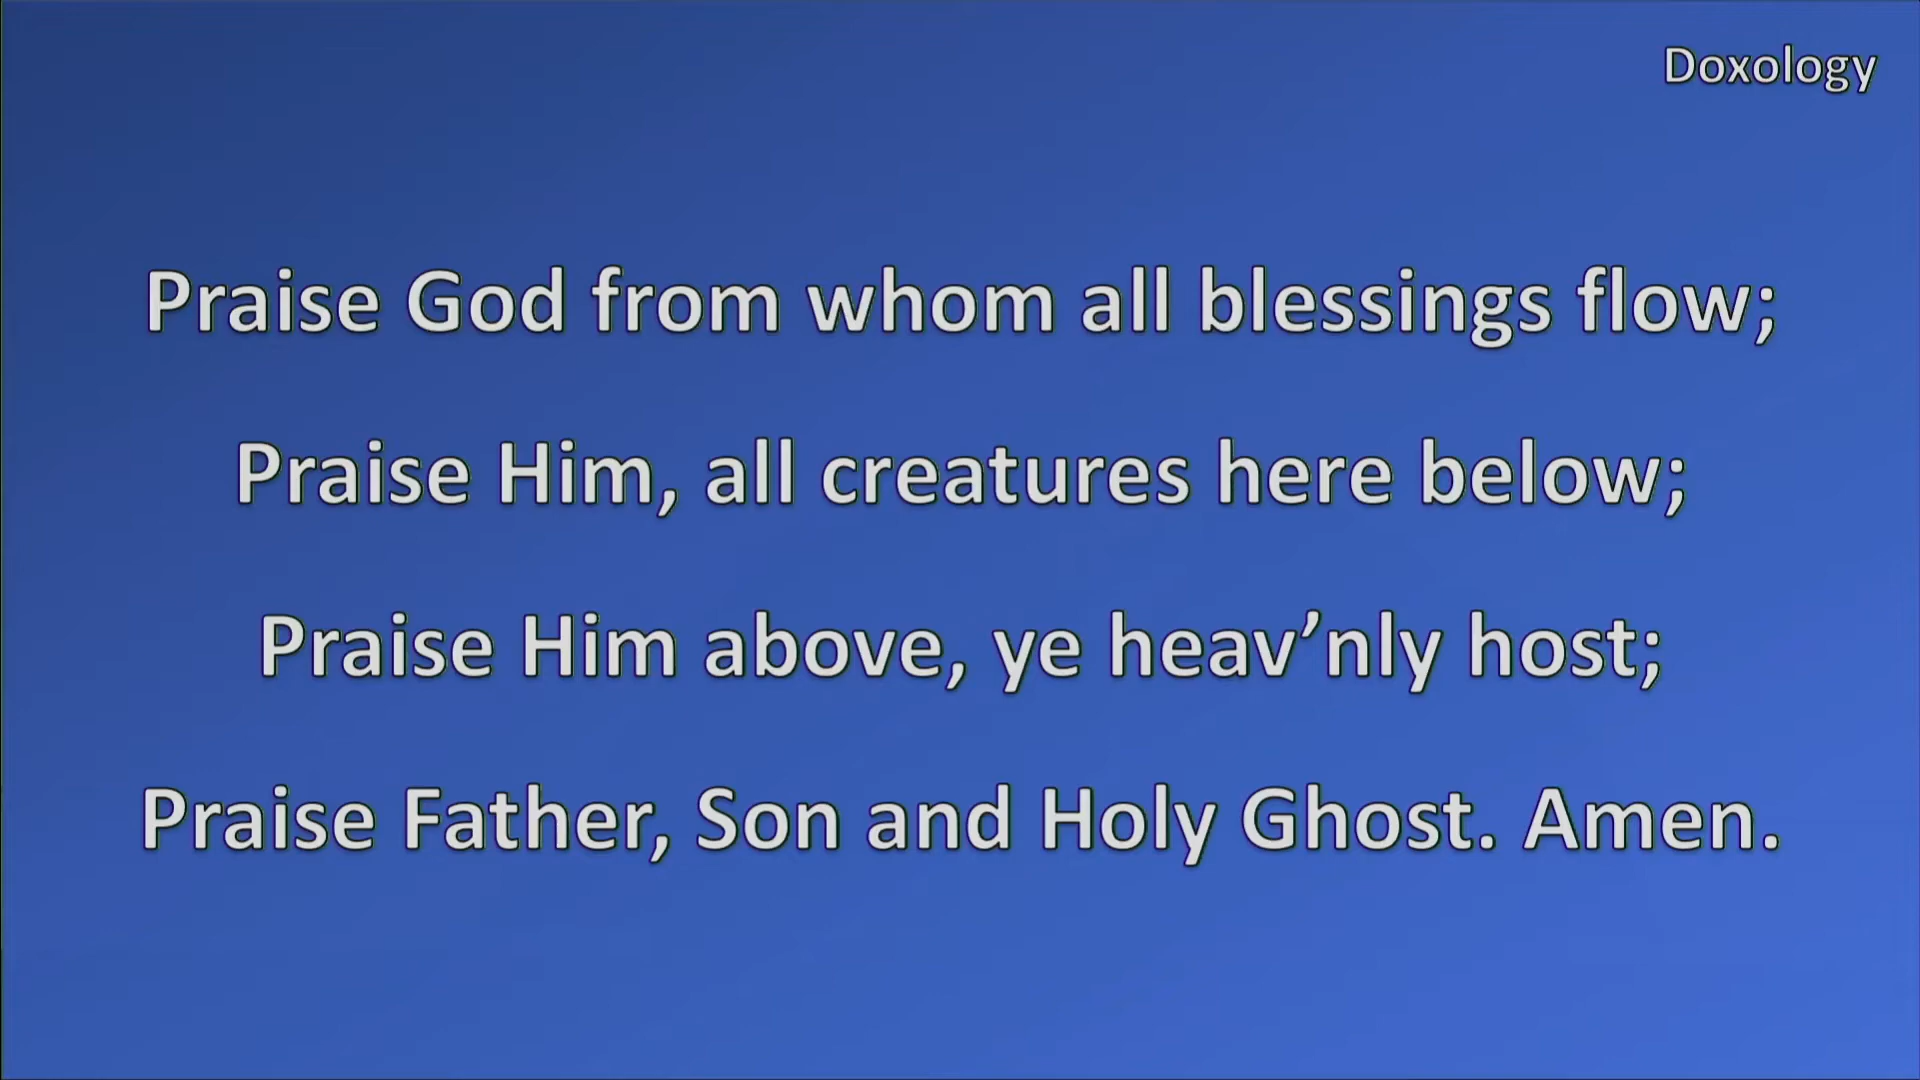 Doxology
Praise God from whom all blessings flow;
Praise Him, all creatures here below;
Praise Him above, ye heav’nly host;
Praise Father, Son and Holy Ghost. Amen.